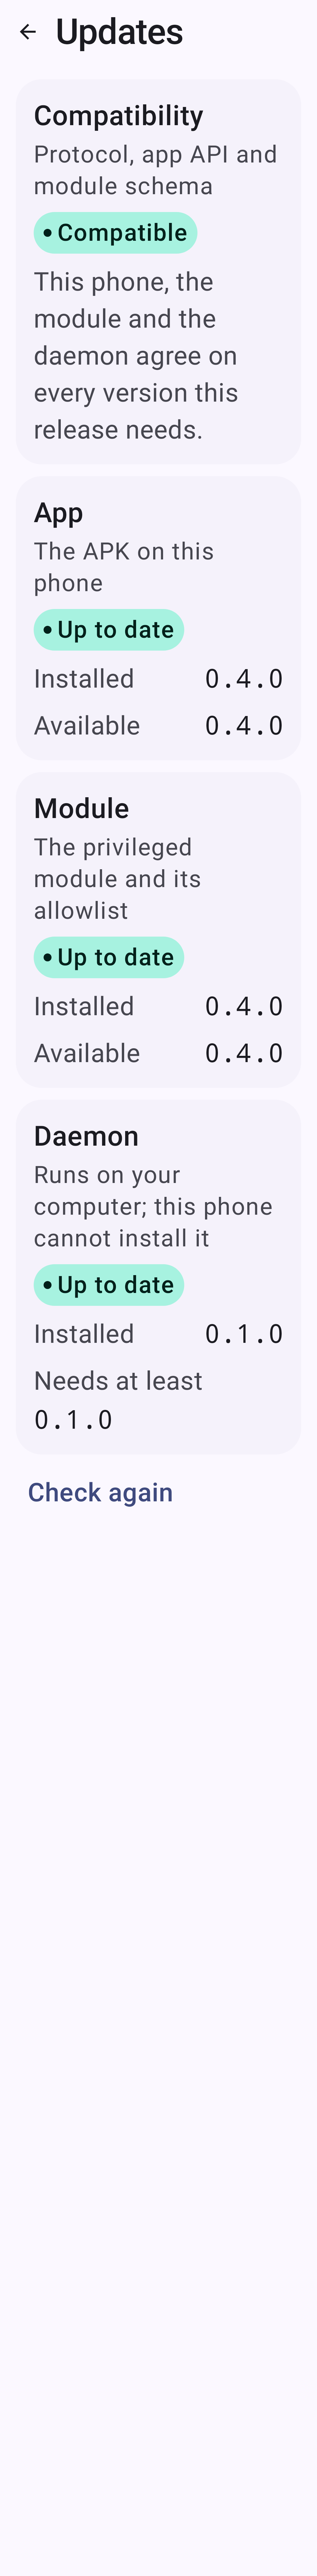 Updates
Compatibility
Protocol, app API and
module schema
Compatible
This phone, the
module and the
daemon agree on
every version this
release needs.
App
The APK on this
phone
Up to date
Installed 0.4.0
Available 0.4.0
Module
The privileged
module and its
allowlist
Up to date
Installed 0.4.0
Available 0.4.0
Daemon
Runs on your
computer; this phone
cannot install it
Up to date
Installed 0.1.0
Needs at least
0.1.0
Check again